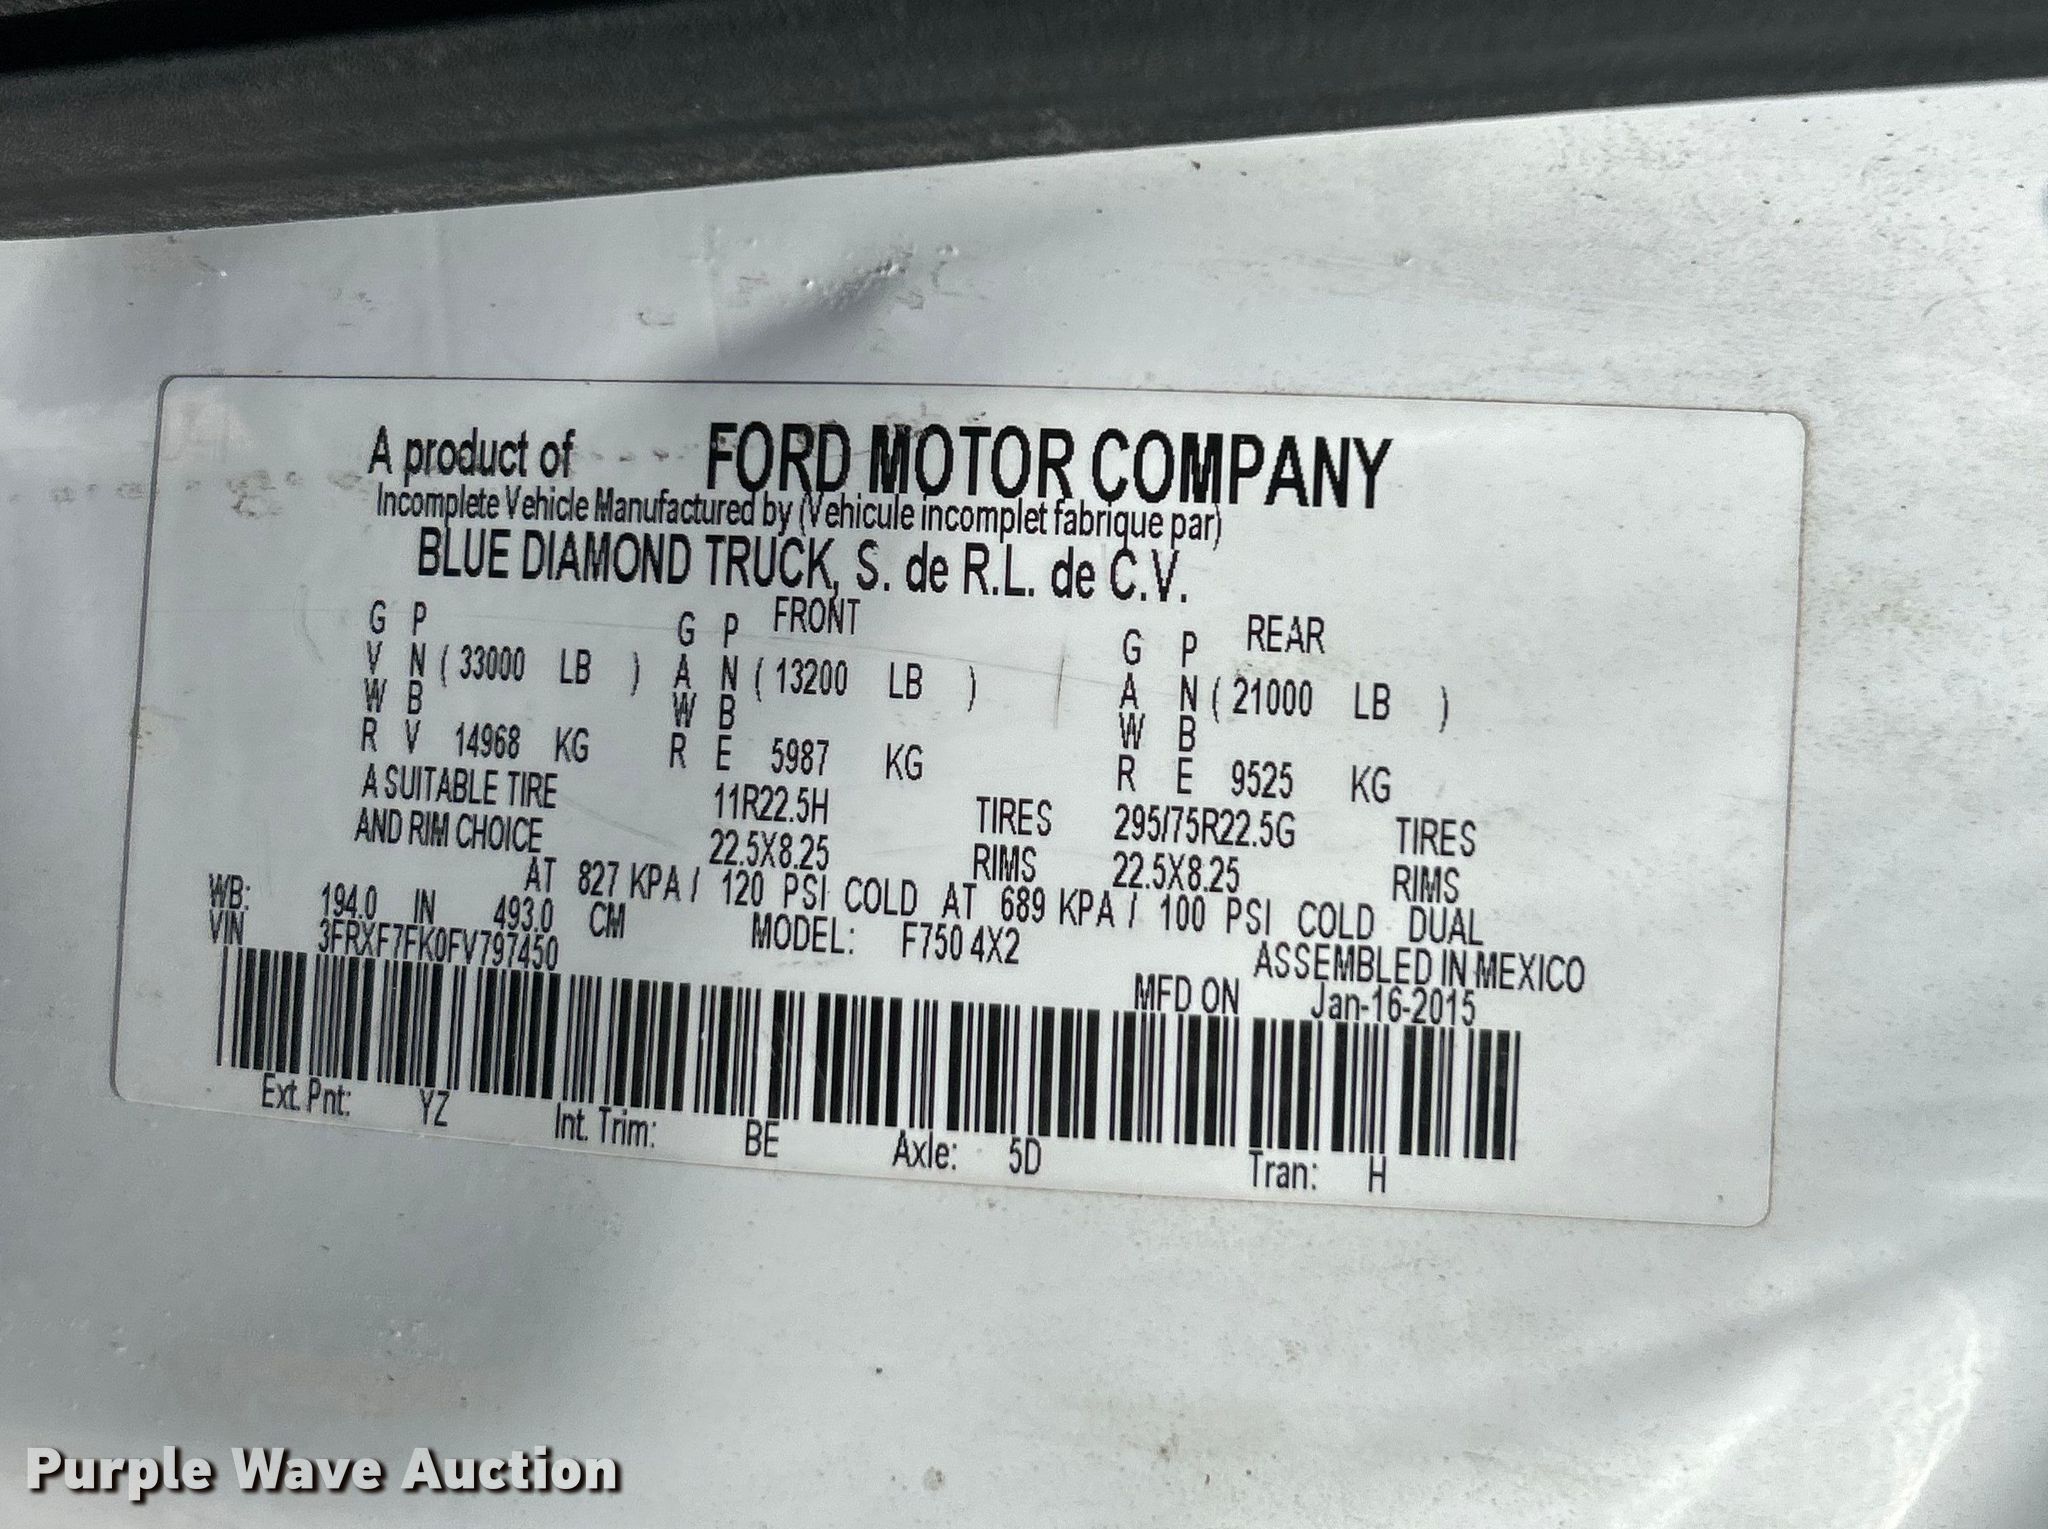 A product of FORD MOTOR COMPANY
Incomplete Vehicle Manufactured by (Vehicule incomplet fabrique par)
BLUE DIAMOND TRUCK, S. de R.L. de C.V.
G P G P FRONT G P REAR
V N ( 33000 LB ) A N ( 13200 LB ) A N ( 21000 LB )
W B W B W B
R V 14968 KG R E 5987 KG R E 9525 KG
A SUITABLE TIRE 11R22.5H TIRES 295/75R22.5G TIRES
AND RIM CHOICE 22.5X8.25 RIMS 22.5X8.25 RIMS
AT 827 KPA / 120 PSI COLD AT 689 KPA / 100 PSI COLD DUAL
WB: 194.0 IN 493.0 CM MODEL: F750 4X2 ASSEMBLED IN MEXICO
VIN 3FRXF7FK0FV797450 MFD ON Jan-16-2015
Ext. Pnt: YZ Int. Trim: BE Axle: 5D Tran: H
Purple Wave Auction